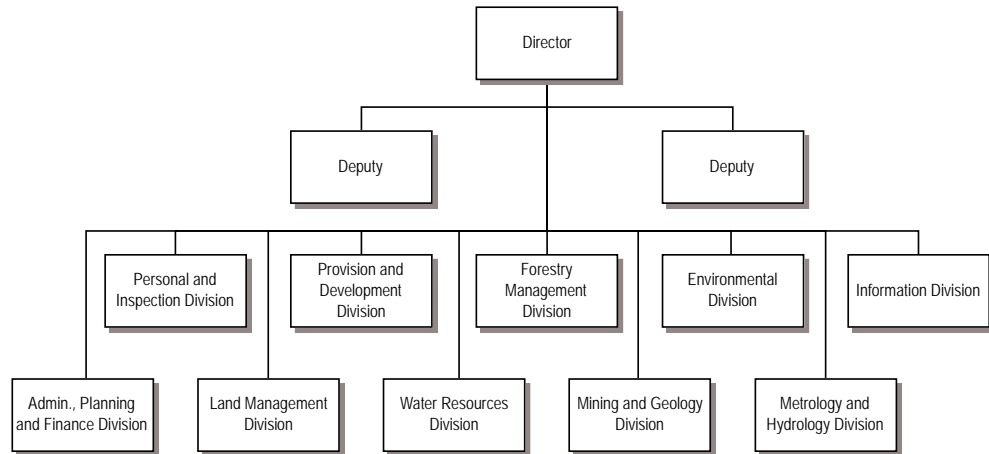 Director
Deputy
Deputy
Personal and
Inspection Division
Provision and
Development
Division
Forestry
Management
Division
Environmental
Division
Information Division
Admin., Planning
and Finance Division
Land Management
Division
Water Resources
Division
Mining and Geology
Division
Metrology and
Hydrology Division